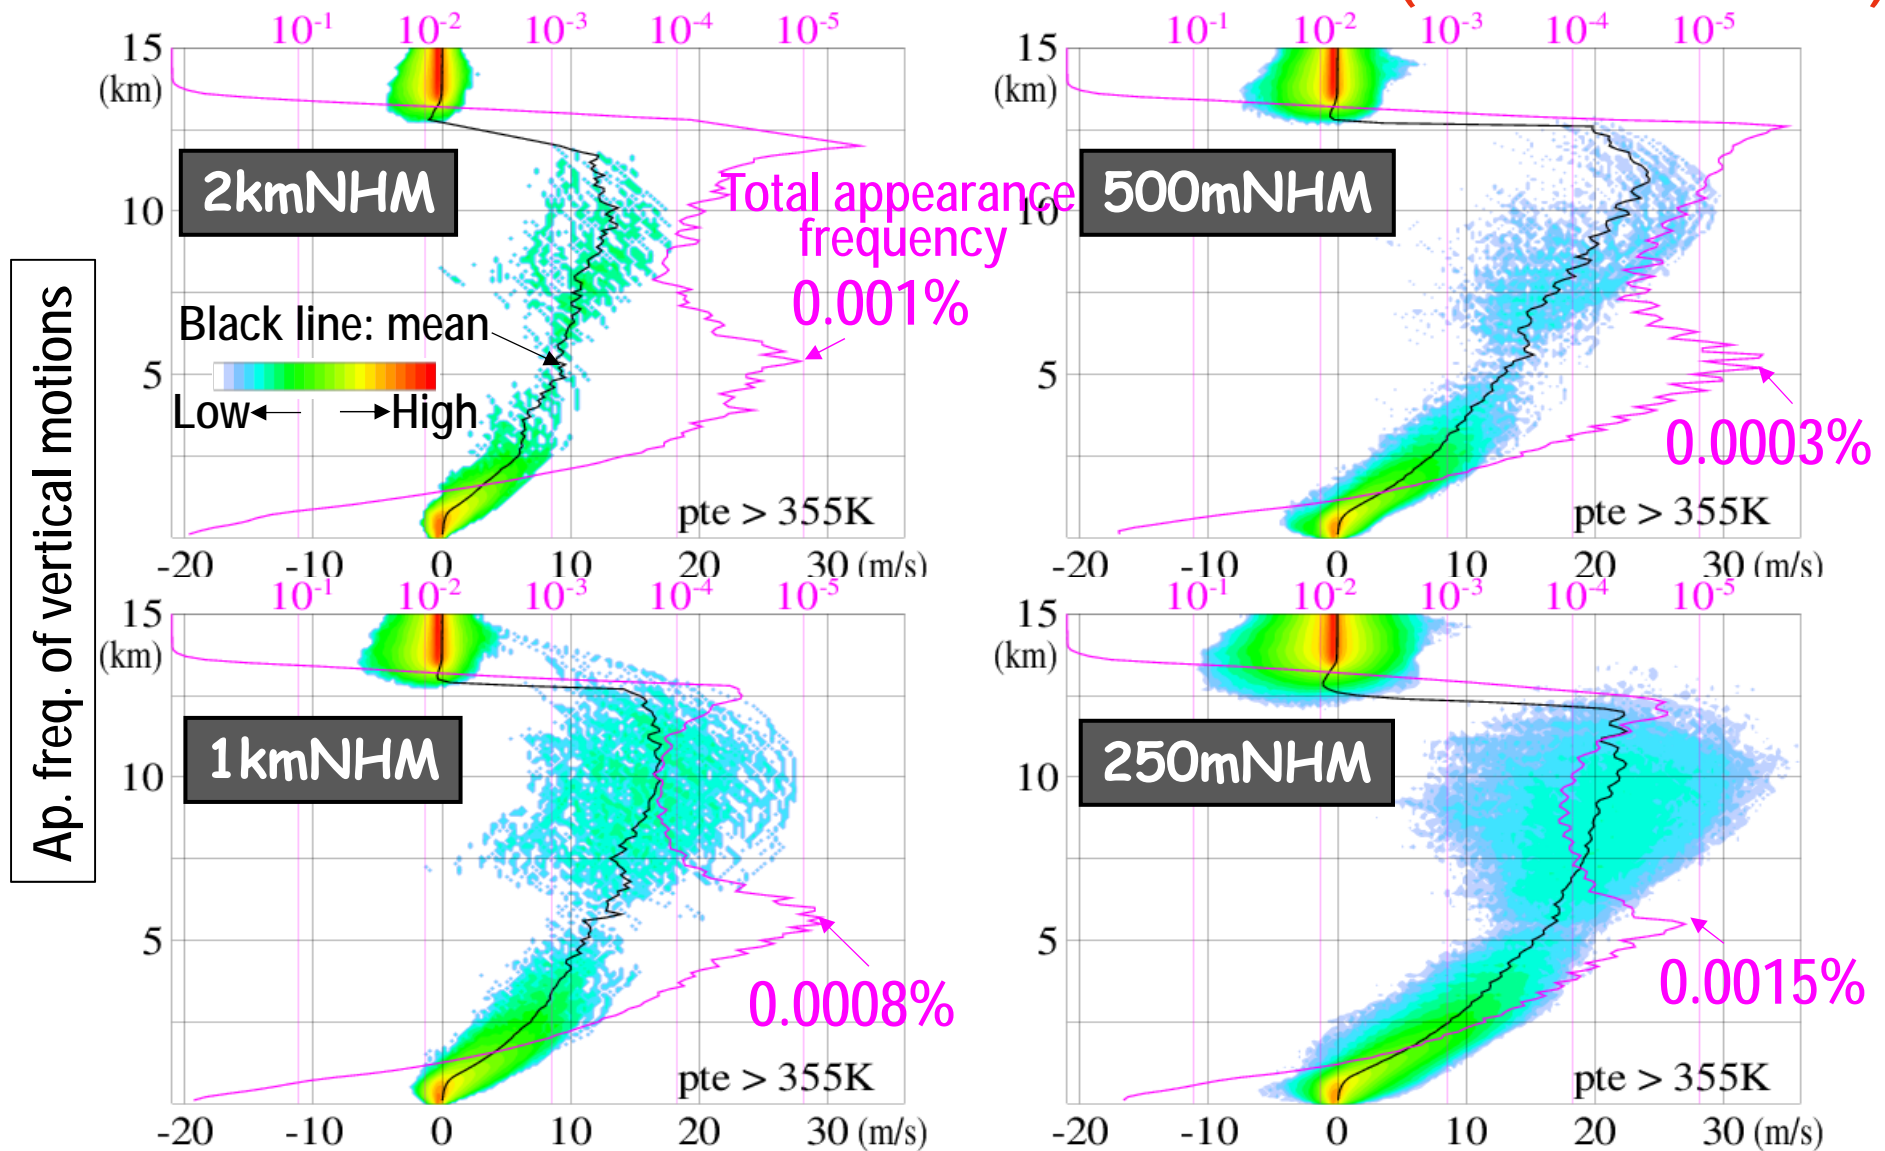 Ap. freq. of vertical motions
10-1 10-2 10-3 10-4 10-5
15
(km)
10
5
2kmNHM
Total appearance
frequency
0.001%
Black line: mean
Low High
pte > 355K
-20 -10 0 10 20 30 (m/s)
10-1 10-2 10-3 10-4 10-5
15
(km)
10
5
500mNHM
0.0003%
pte > 355K
-20 -10 0 10 20 30 (m/s)
10-1 10-2 10-3 10-4 10-5
15
(km)
10
5
1kmNHM
0.0008%
pte > 355K
-20 -10 0 10 20 30 (m/s)
10-1 10-2 10-3 10-4 10-5
15
(km)
10
5
250mNHM
0.0015%
pte > 355K
-20 -10 0 10 20 30 (m/s)